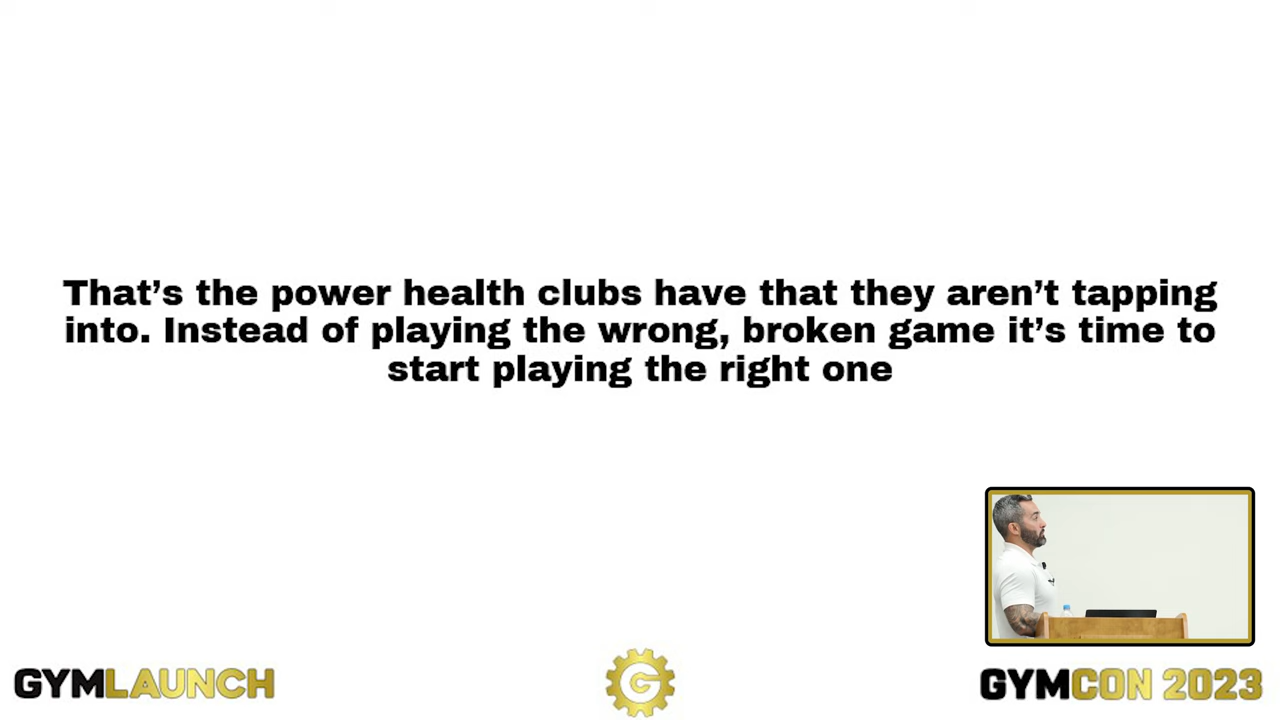 That’s the power health clubs have that they aren’t tapping
into. Instead of playing the wrong, broken game it’s time to
start playing the right one
GYMLAUNCH
G
GYMCON 2023